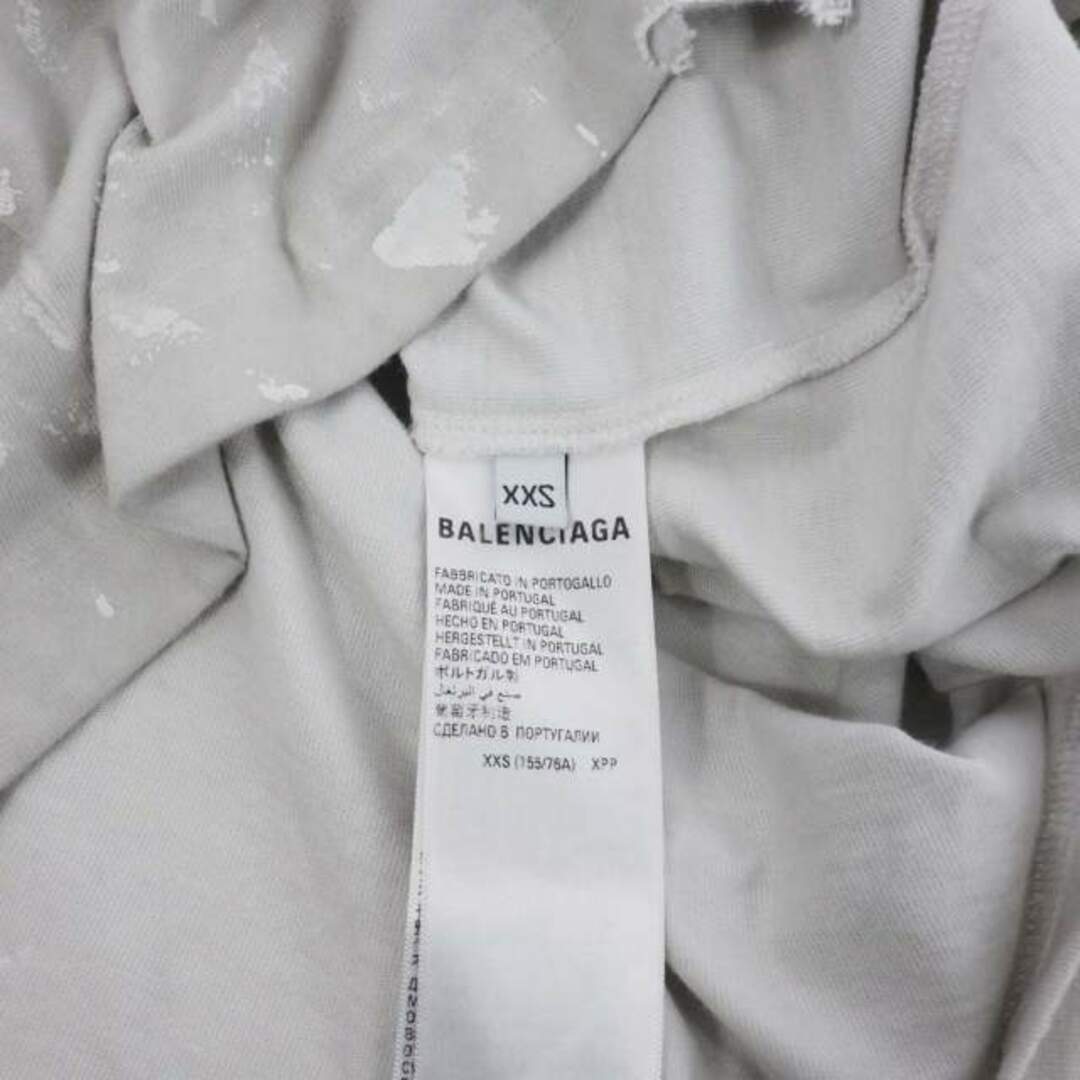 XXS
BALENCIAGA
FABBRICATO IN PORTOGALLO
MADE IN PORTUGAL
FABRIQUÉ AU PORTUGAL
HECHO EN PORTUGAL
HERGESTELLT IN PORTUGAL
FABRICADO EM PORTUGAL
ポルトガル制
صنع في البرتغال
葡萄牙制造
СДЕЛАНО В ПОРТУГАЛИИ
XXS (155/76A) XPP